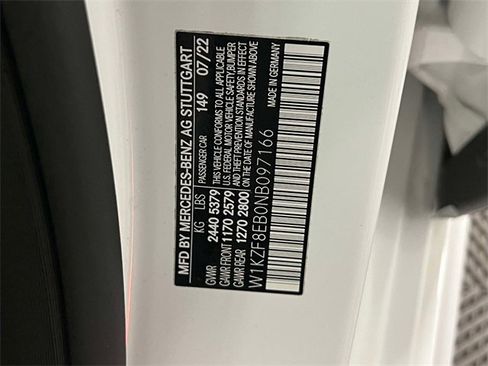 MFD BY MERCEDES-BENZ AG STUTTGART
KG LBS PASSENGER CAR 149 07/22
GVWR 2440 5379 THIS VEHICLE CONFORMS TO ALL APPLICABLE
GAWR FRONT 1170 2579 U.S. FEDERAL MOTOR VEHICLE SAFETY, BUMPER
GAWR REAR 1270 2800 AND THEFT PREVENTION STANDARDS IN EFFECT
ON THE DATE OF MANUFACTURE SHOWN ABOVE
W1KZF8EB0NB097166 MADE IN GERMANY